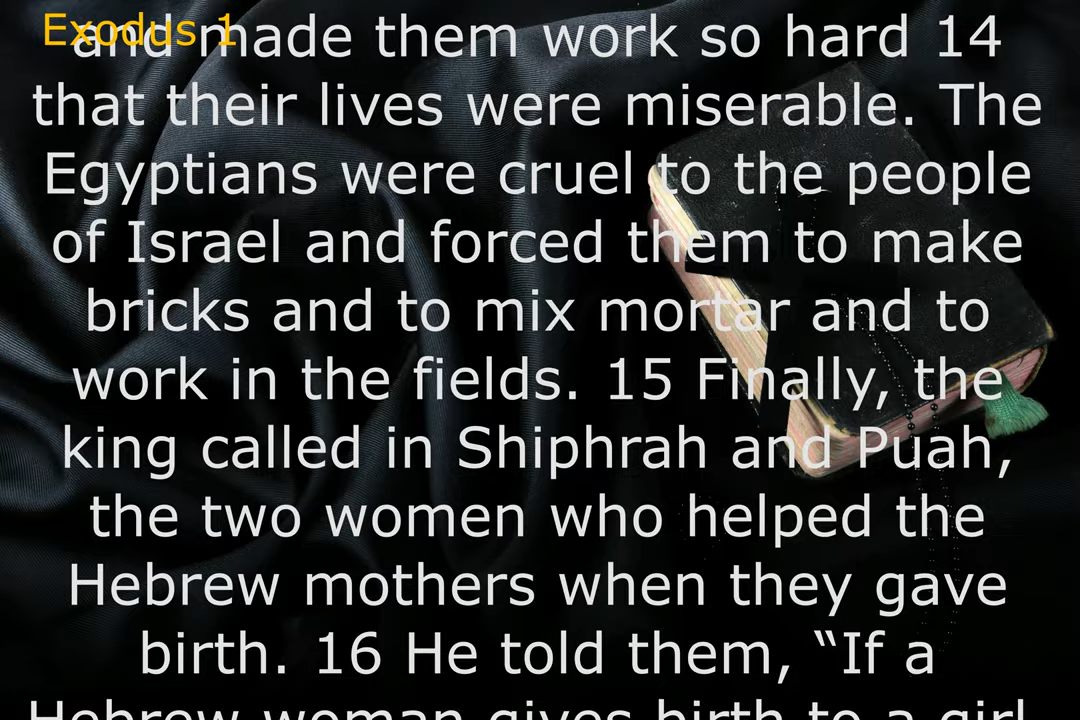 Exodus 1
and made them work so hard 14
that their lives were miserable. The
Egyptians were cruel to the people
of Israel and forced them to make
bricks and to mix mortar and to
work in the fields. 15 Finally, the
king called in Shiphrah and Puah,
the two women who helped the
Hebrew mothers when they gave
birth. 16 He told them, “If a
Hebrew woman gives birth to a girl